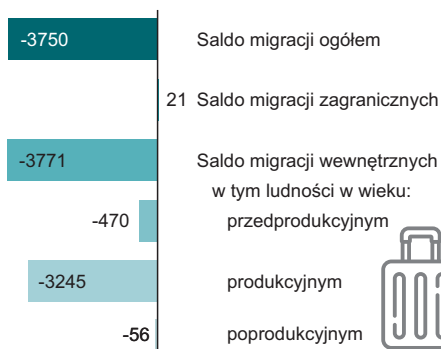 -3750 Saldo migracji ogółem
21 Saldo migracji zagranicznych
-3771 Saldo migracji wewnętrznych
w tym ludności w wieku:
-470 przedprodukcyjnym
-3245 produkcyjnym
-56 poprodukcyjnym